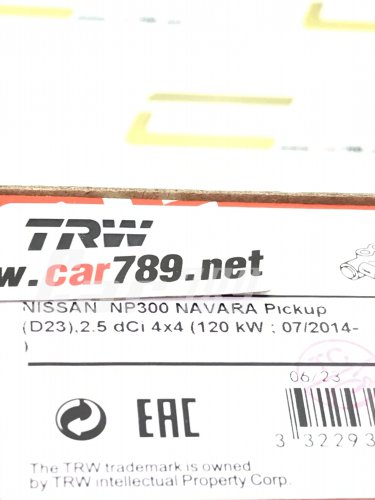 TRW
w.car789.net
NISSAN NP300 NAVARA Pickup
(D23),2.5 dCi 4x4 (120 kW ; 07/2014-
)
06/23
EAC
3 32293
The TRW trademark is owned
by TRW intellectual Property Corp.